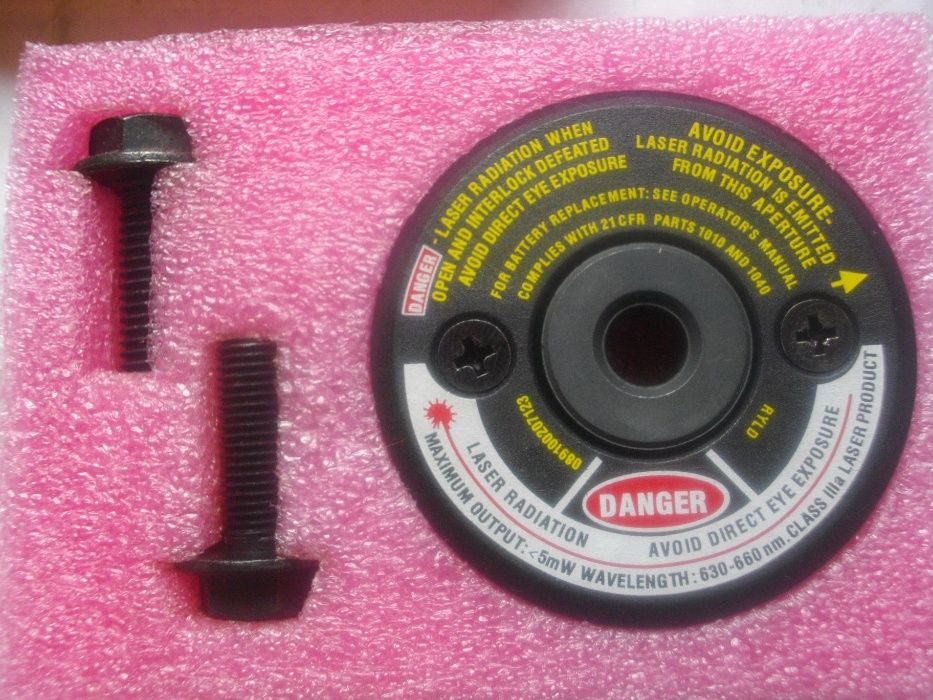 DANGER - LASER RADIATION WHEN
OPEN AND INTERLOCK DEFEATED
AVOID DIRECT EYE EXPOSURE
AVOID EXPOSURE-
LASER RADIATION IS EMITTED
FROM THIS APERTURE
FOR BATTERY REPLACEMENT: SEE OPERATOR'S MANUAL
COMPLIES WITH 21 CFR PARTS 1010 AND 1040
089100207123
RYLD
LASER RADIATION
DANGER
AVOID DIRECT EYE EXPOSURE
MAXIMUM OUTPUT: <5mW WAVELENGTH: 630-660 nm. CLASS IIIa LASER PRODUCT